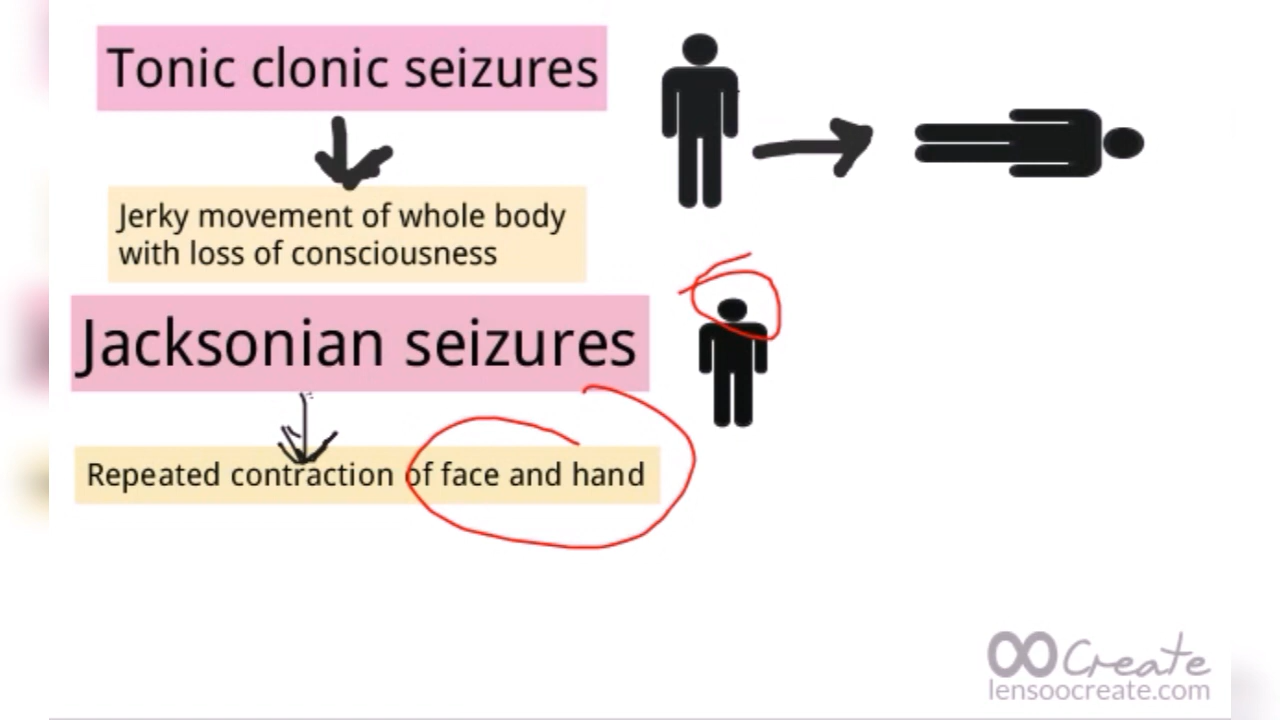 Tonic clonic seizures
Jerky movement of whole body
with loss of consciousness
Jacksonian seizures
Repeated contraction of face and hand
Create
lensoocreate.com